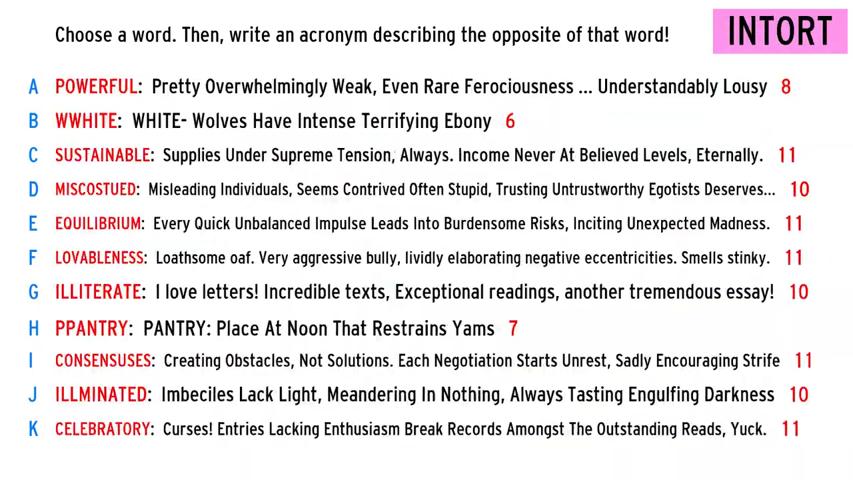 Choose a word. Then, write an acronym describing the opposite of that word!
INTORT
A POWERFUL: Pretty Overwhelmingly Weak, Even Rare Ferociousness ... Understandably Lousy 8
B WWHITE: WHITE- Wolves Have Intense Terrifying Ebony 6
C SUSTAINABLE: Supplies Under Supreme Tension, Always. Income Never At Believed Levels, Eternally. 11
D MISCOSTUED: Misleading Individuals, Seems Contrived Often Stupid, Trusting Untrustworthy Egotists Deserves... 10
E EQUILIBRIUM: Every Quick Unbalanced Impulse Leads Into Burdensome Risks, Inciting Unexpected Madness. 11
F LOVABLENESS: Loathsome oaf. Very aggressive bully, lividly elaborating negative eccentricities. Smells stinky. 11
G ILLITERATE: I love letters! Incredible texts, Exceptional readings, another tremendous essay! 10
H PPANTRY: PANTRY: Place At Noon That Restrains Yams 7
I CONSENSUSES: Creating Obstacles, Not Solutions. Each Negotiation Starts Unrest, Sadly Encouraging Strife 11
J ILLMINATED: Imbeciles Lack Light, Meandering In Nothing, Always Tasting Engulfing Darkness 10
K CELEBRATORY: Curses! Entries Lacking Enthusiasm Break Records Amongst The Outstanding Reads, Yuck. 11